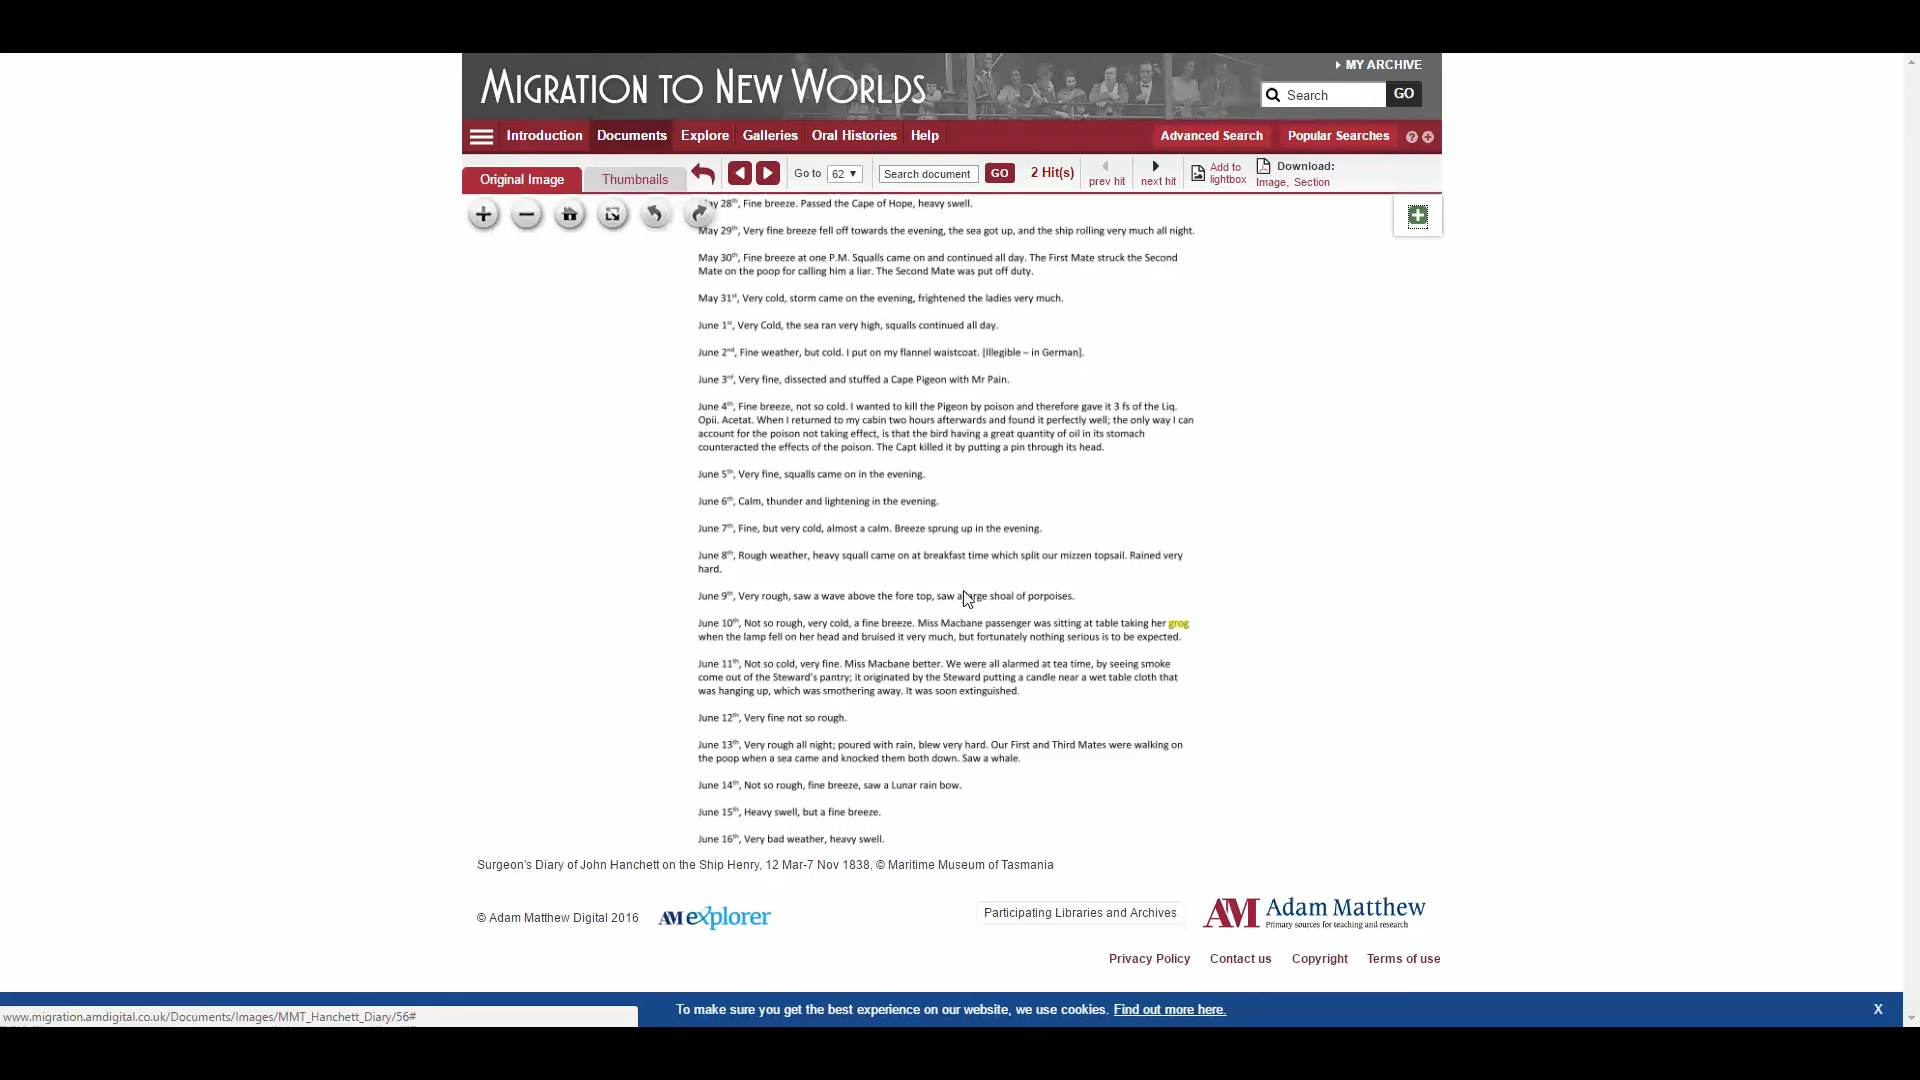 MIGRATION TO NEW WORLDS
MY ARCHIVE
Search GO
Introduction Documents Explore Galleries Oral Histories Help Advanced Search Popular Searches ? +
Original Image Thumbnails Go to 62 Search document GO 2 Hit(s) prev hit next hit Add to lightbox Download: Image, Section
May 28th, Fine breeze. Passed the Cape of Hope, heavy swell.
May 29th, Very fine breeze fell off towards the evening, the sea got up, and the ship rolling very much all night.
May 30th, Fine breeze at one P.M. Squalls came on and continued all day. The First Mate struck the Second
Mate on the poop for calling him a liar. The Second Mate was put off duty.
May 31st, Very cold, storm came on the evening, frightened the ladies very much.
June 1st, Very Cold, the sea ran very high, squalls continued all day.
June 2nd, Fine weather, but cold. I put on my flannel waistcoat. [Illegible – in German].
June 3rd, Very fine, dissected and stuffed a Cape Pigeon with Mr Pain.
June 4th, Fine breeze, not so cold. I wanted to kill the Pigeon by poison and therefore gave it 3 fs of the Liq.
Opii. Acetat. When I returned to my cabin two hours afterwards and found it perfectly well; the only way I can
account for the poison not taking effect, is that the bird having a great quantity of oil in its stomach
counteracted the effects of the poison. The Capt killed it by putting a pin through its head.
June 5th, Very fine, squalls came on in the evening.
June 6th, Calm, thunder and lightening in the evening.
June 7th, Fine, but very cold, almost a calm. Breeze sprung up in the evening.
June 8th, Rough weather, heavy squall came on at breakfast time which split our mizzen topsail. Rained very
hard.
June 9th, Very rough, saw a wave above the fore top, saw a large shoal of porpoises.
June 10th, Not so rough, very cold, a fine breeze. Miss Macbane passenger was sitting at table taking her grog
when the lamp fell on her head and bruised it very much, but fortunately nothing serious is to be expected.
June 11th, Not so cold, very fine. Miss Macbane better. We were all alarmed at tea time, by seeing smoke
come out of the Steward's pantry; it originated by the Steward putting a candle near a wet table cloth that
was hanging up, which was smothering away. It was soon extinguished.
June 12th, Very fine not so rough.
June 13th, Very rough all night; poured with rain, blew very hard. Our First and Third Mates were walking on
the poop when a sea came and knocked them both down. Saw a whale.
June 14th, Not so rough, fine breeze, saw a Lunar rain bow.
June 15th, Heavy swell, but a fine breeze.
June 16th, Very bad weather, heavy swell.
Surgeon's Diary of John Hanchett on the Ship Henry, 12 Mar-7 Nov 1838, © Maritime Museum of Tasmania
© Adam Matthew Digital 2016 AM explorer Participating Libraries and Archives AM Adam Matthew
Primary sources for teaching and research
Privacy Policy Contact us Copyright Terms of use
To make sure you get the best experience on our website, we use cookies. Find out more here. X
www.migration.amdigital.co.uk/Documents/Images/MMT_Hanchett_Diary/56#